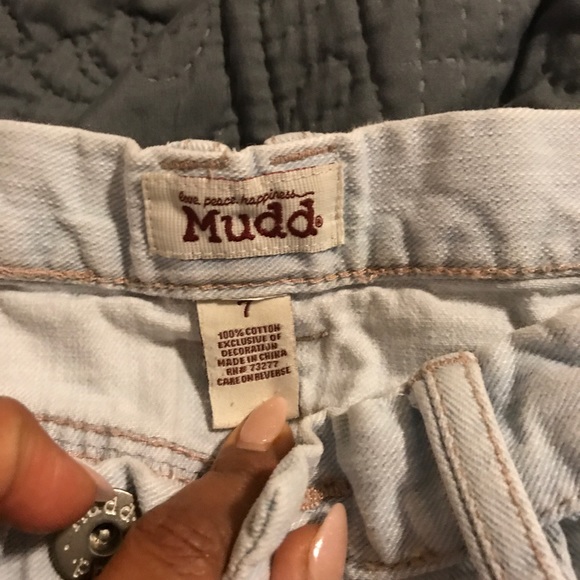 love, peace, happiness
Mudd®
7
100% COTTON
EXCLUSIVE OF
DECORATION
MADE IN CHINA
RN# 73277
CARE ON REVERSE
mudd